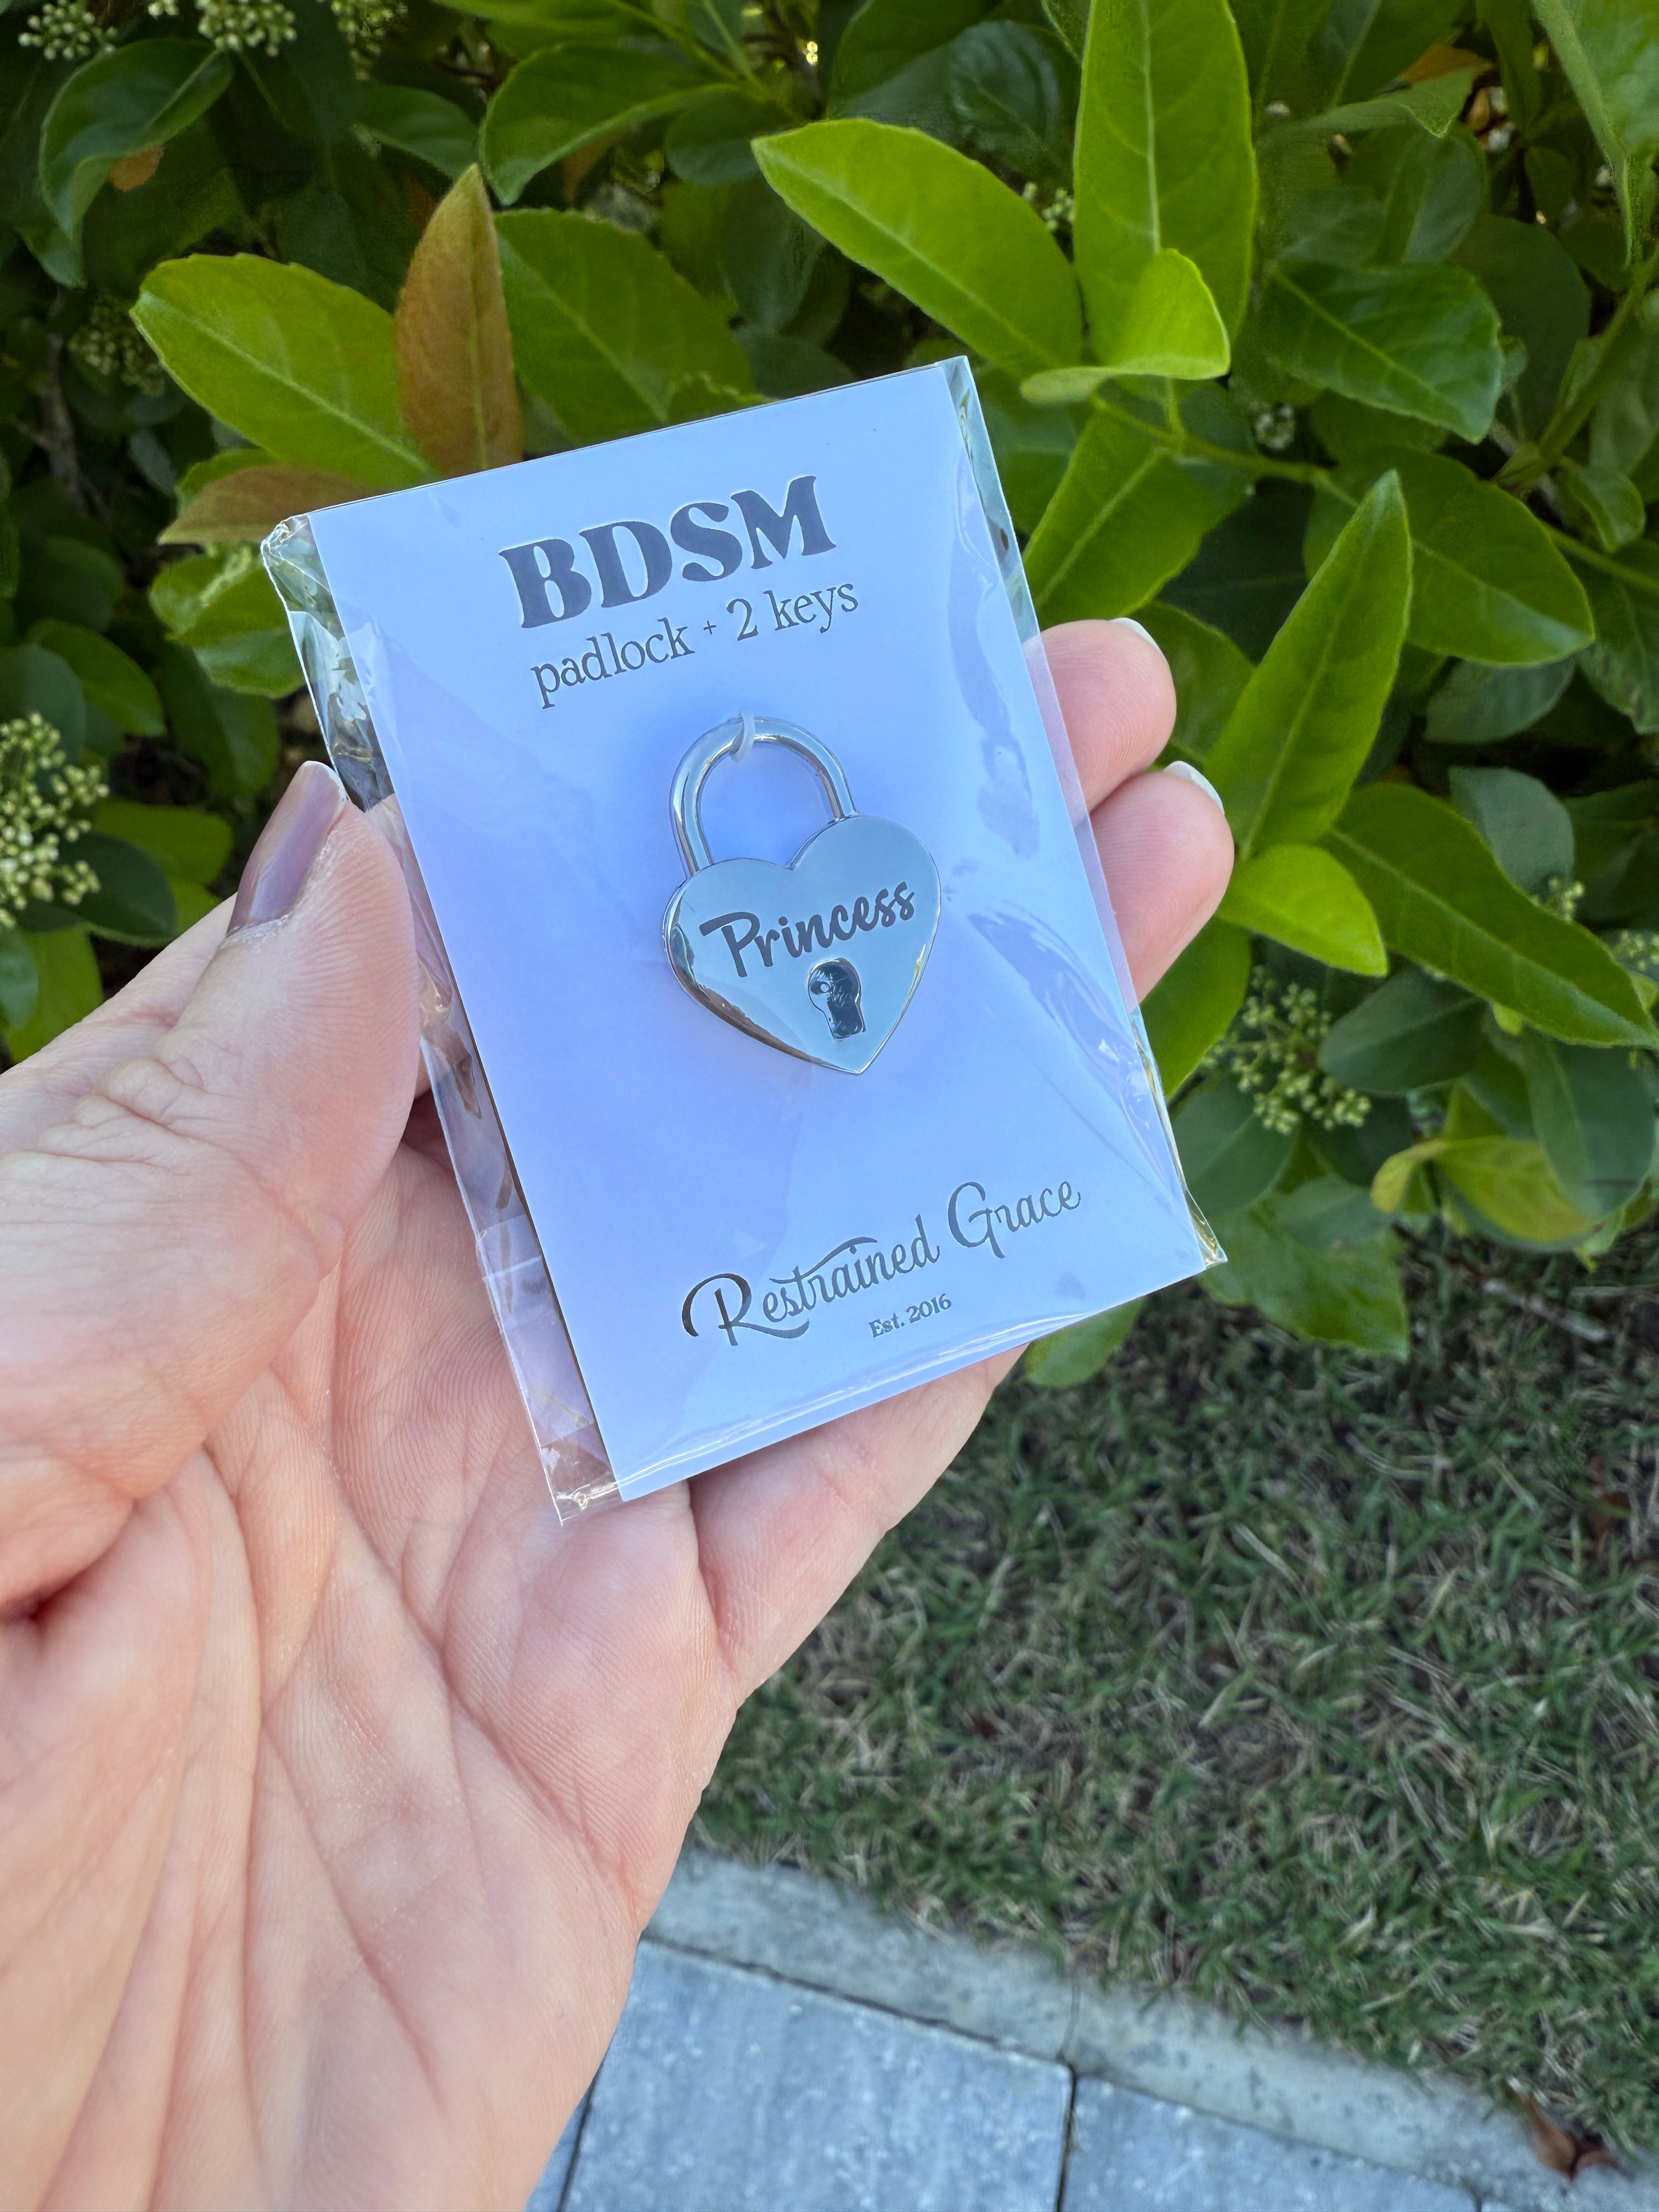 BDSM
padlock + 2 keys
Princess
Restrained Grace
Est. 2016